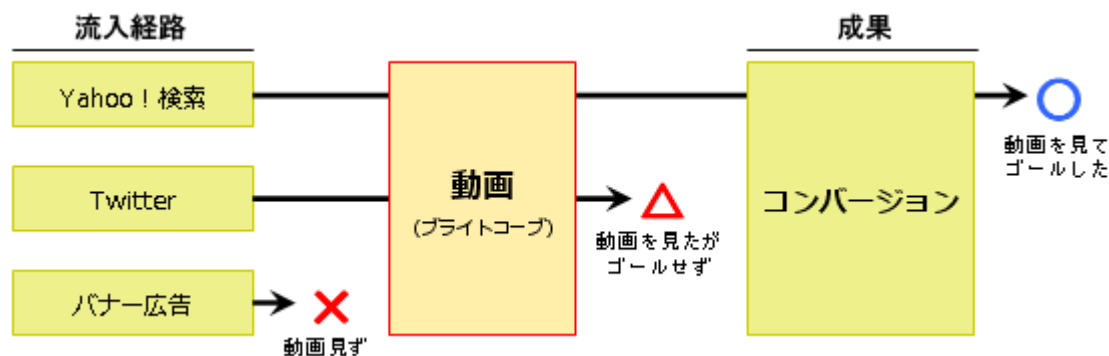 流入経路
成果
Yahoo！検索
動画を見て
ゴールした
Twitter
動画
(ブライトコーブ)
動画を見たが
ゴールせず
コンバージョン
バナー広告
動画見ず